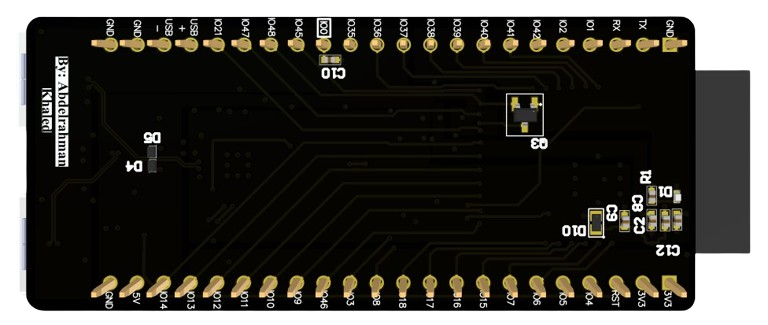 GND
GND
USB -
USB +
IO21
IO47
IO48
IO45
IO0
IO35
IO36
IO37
IO38
IO39
IO40
IO41
IO42
IO2
IO1
RX
TX
GND
C10
By: Abdelrahman
Q3
D5
D4
R1
D1
C8
C9
C2
D10
C12
GND
5V
IO14
IO13
IO12
IO11
IO10
IO9
IO46
IO3
IO8
IO18
IO17
IO16
IO15
IO7
IO6
IO5
IO4
RST
3V3
3V3